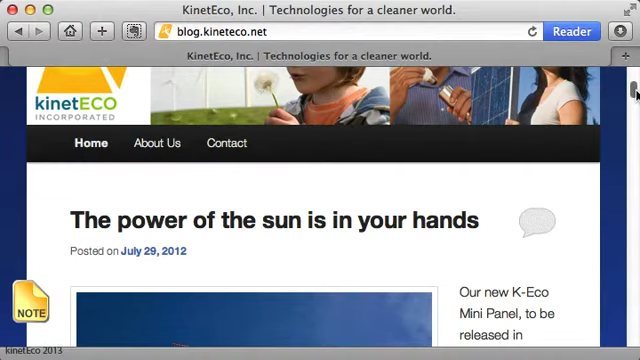 KinetEco, Inc. | Technologies for a cleaner world.
blog.kineteco.net
Reader
KinetEco, Inc. | Technologies for a cleaner world.
kinetECO
INCORPORATED
Home About Us Contact
The power of the sun is in your hands
Posted on July 29, 2012
Our new K-Eco
Mini Panel, to be
released in
NOTE
kinetECO 2013